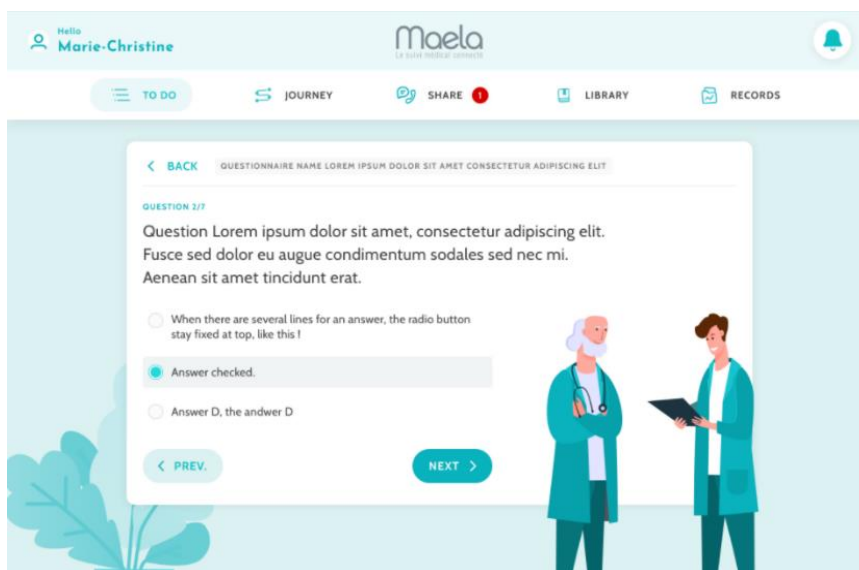 Hello
Marie-Christine
Maela
Le suivi médical connecté
TO DO
JOURNEY
SHARE 1
LIBRARY
RECORDS
BACK
QUESTIONNAIRE NAME LOREM IPSUM DOLOR SIT AMET CONSECTETUR ADIPISCING ELIT
QUESTION 2/7
Question Lorem ipsum dolor sit amet, consectetur adipiscing elit.
Fusce sed dolor eu augue condimentum sodales sed nec mi.
Aenean sit amet tincidunt erat.
When there are several lines for an answer, the radio button
stay fixed at top, like this !
Answer checked.
Answer D, the andwer D
PREV.
NEXT